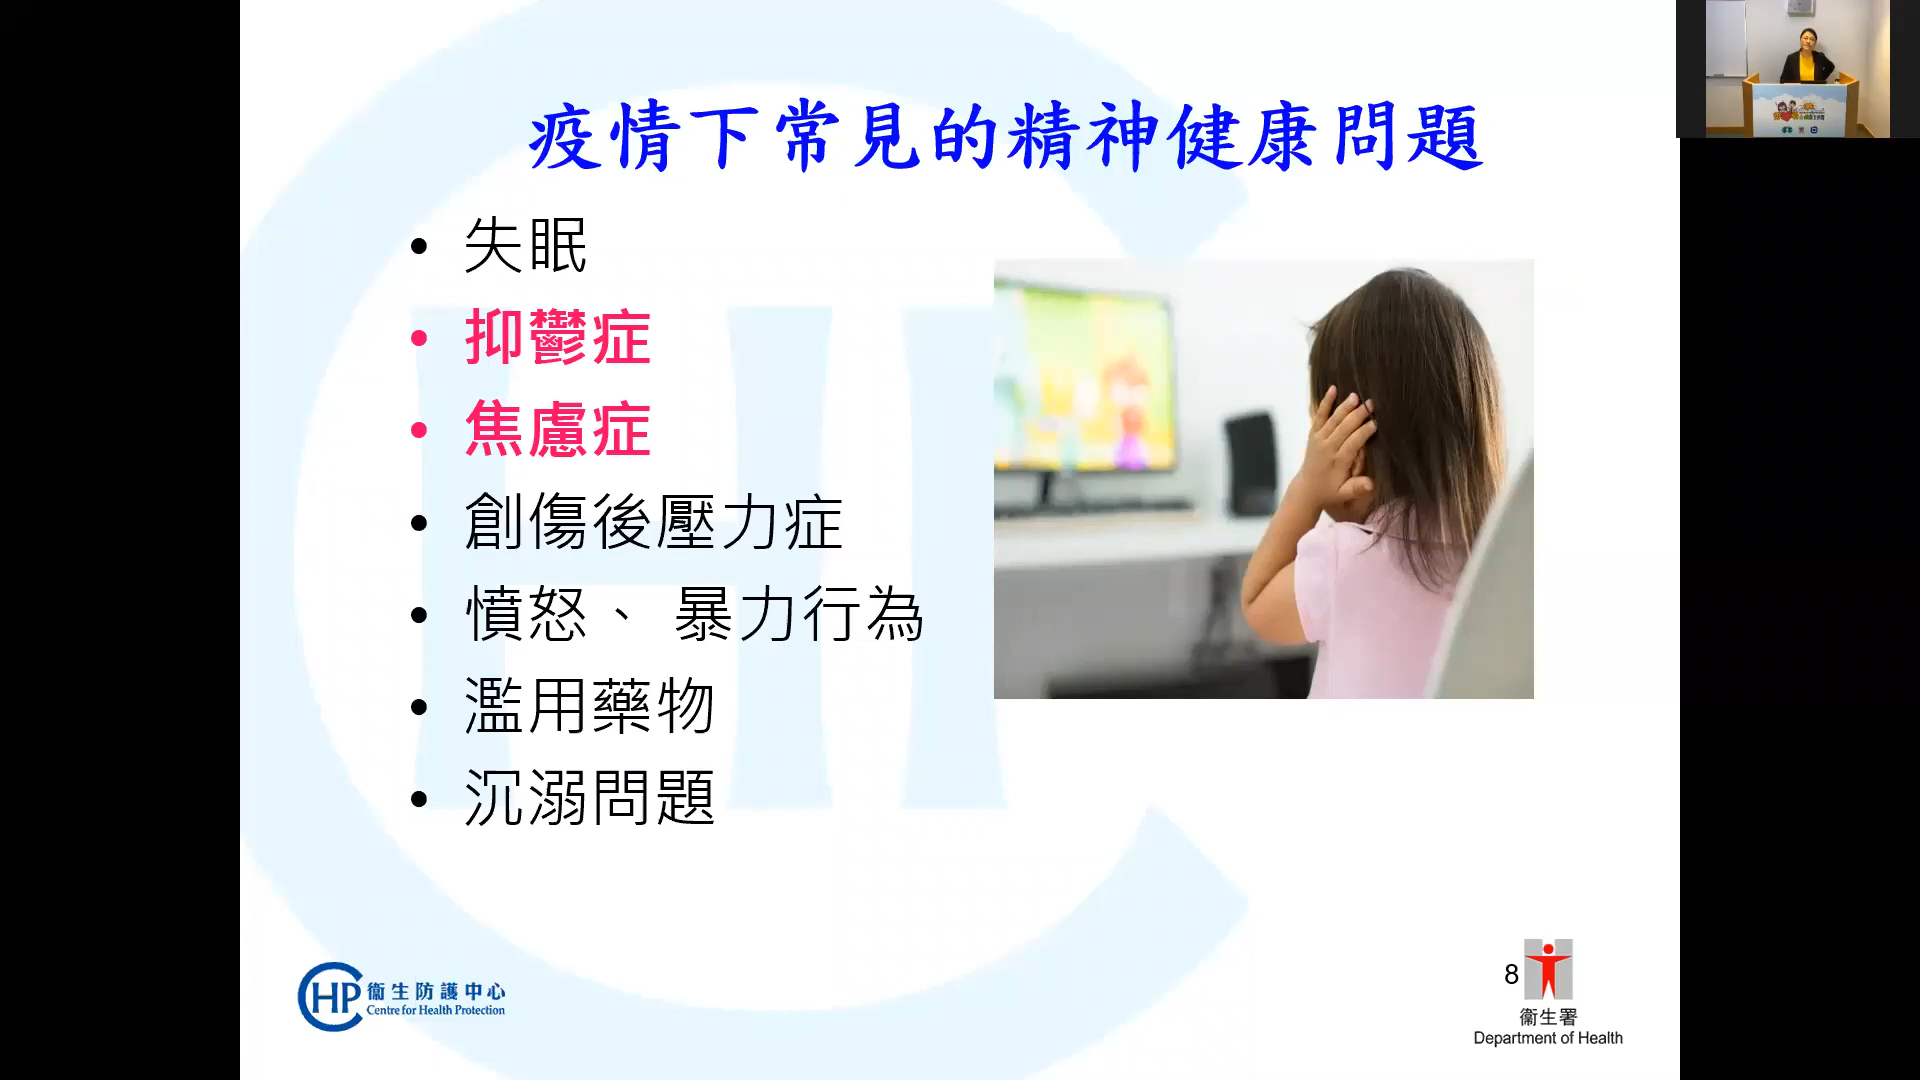 疫情下常見的精神健康問題
• 失眠
• 抑鬱症
• 焦慮症
• 創傷後壓力症
• 憤怒、 暴力行為
• 濫用藥物
• 沉溺問題
CHP 衞生防護中心
Centre for Health Protection
8
衞生署
Department of Health